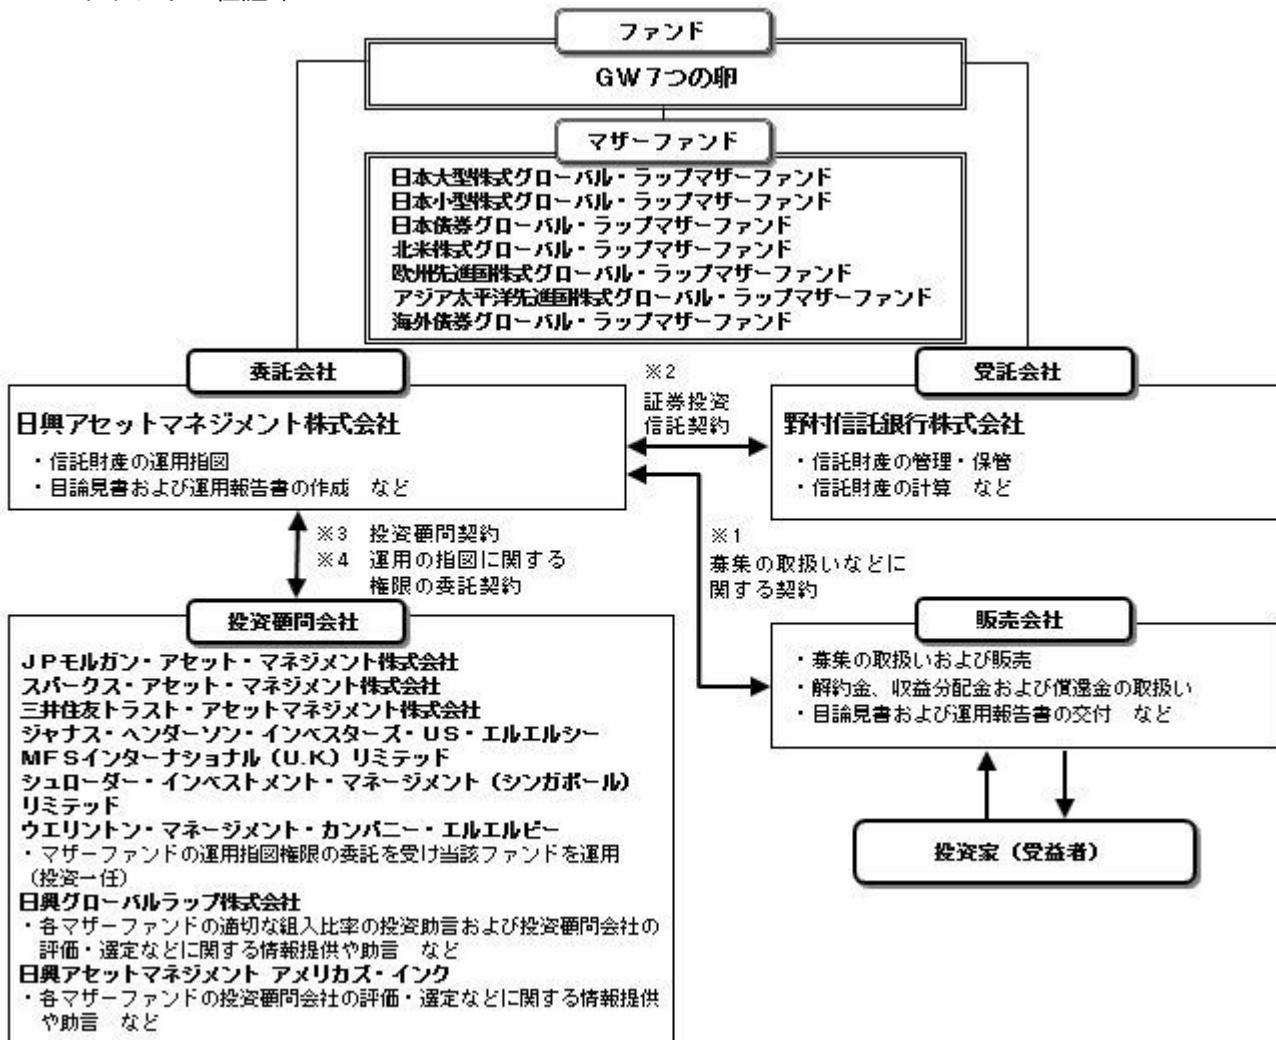 ファンド
GW7つの卵
マザーファンド
日本大型株式グローバル・ラップマザーファンド
日本小型株式グローバル・ラップマザーファンド
日本債券グローバル・ラップマザーファンド
北米株式グローバル・ラップマザーファンド
欧州先進国株式グローバル・ラップマザーファンド
アジア太平洋先進国株式グローバル・ラップマザーファンド
海外債券グローバル・ラップマザーファンド
委託会社
日興アセットマネジメント株式会社
・信託財産の運用指図
・目論見書および運用報告書の作成 など
※2
証券投資
信託契約
受託会社
野村信託銀行株式会社
・信託財産の管理・保管
・信託財産の計算 など
※3 投資顧問契約
※4 運用の指図に関する
権限の委託契約
※1
募集の取扱いなどに
関する契約
投資顧問会社
JPモルガン・アセット・マネジメント株式会社
スパークス・アセット・マネジメント株式会社
三井住友トラスト・アセットマネジメント株式会社
ジャナス・ヘンダーソン・インベスターズ・US・エルエルシー
MFSインターナショナル(U.K)リミテッド
シュローダー・インベストメント・マネージメント(シンガポール)
リミテッド
ウエリントン・マネージメント・カンパニー・エルエルピー
・マザーファンドの運用指図権限の委託を受け当該ファンドを運用
(投資一任)
日興グローバルラップ株式会社
・各マザーファンドの適切な組入比率の投資助言および投資顧問会社の
評価・選定などに関する情報提供や助言 など
日興アセットマネジメント アメリカズ・インク
・各マザーファンドの投資顧問会社の評価・選定などに関する情報提供
や助言 など
販売会社
・募集の取扱いおよび販売
・解約金、収益分配金および償還金の取扱い
・目論見書および運用報告書の交付 など
投資家(受益者)